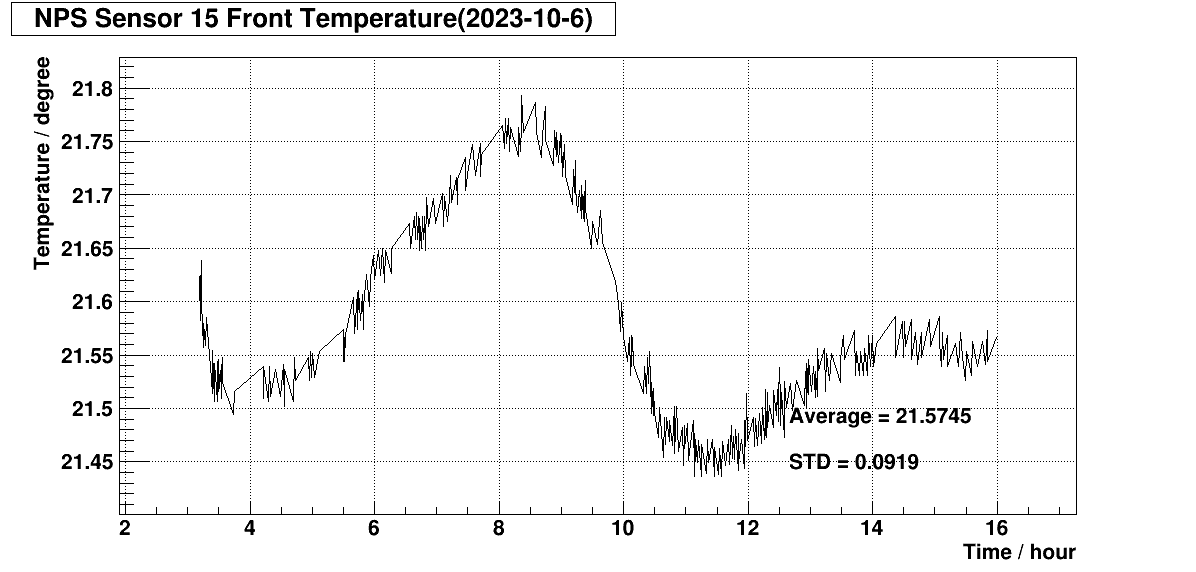 NPS Sensor 15 Front Temperature(2023-10-6)
Temperature / degree
21.8
21.75
21.7
21.65
21.6
21.55
21.5
21.45
Average = 21.5745
STD = 0.0919
2 4 6 8 10 12 14 16
Time / hour